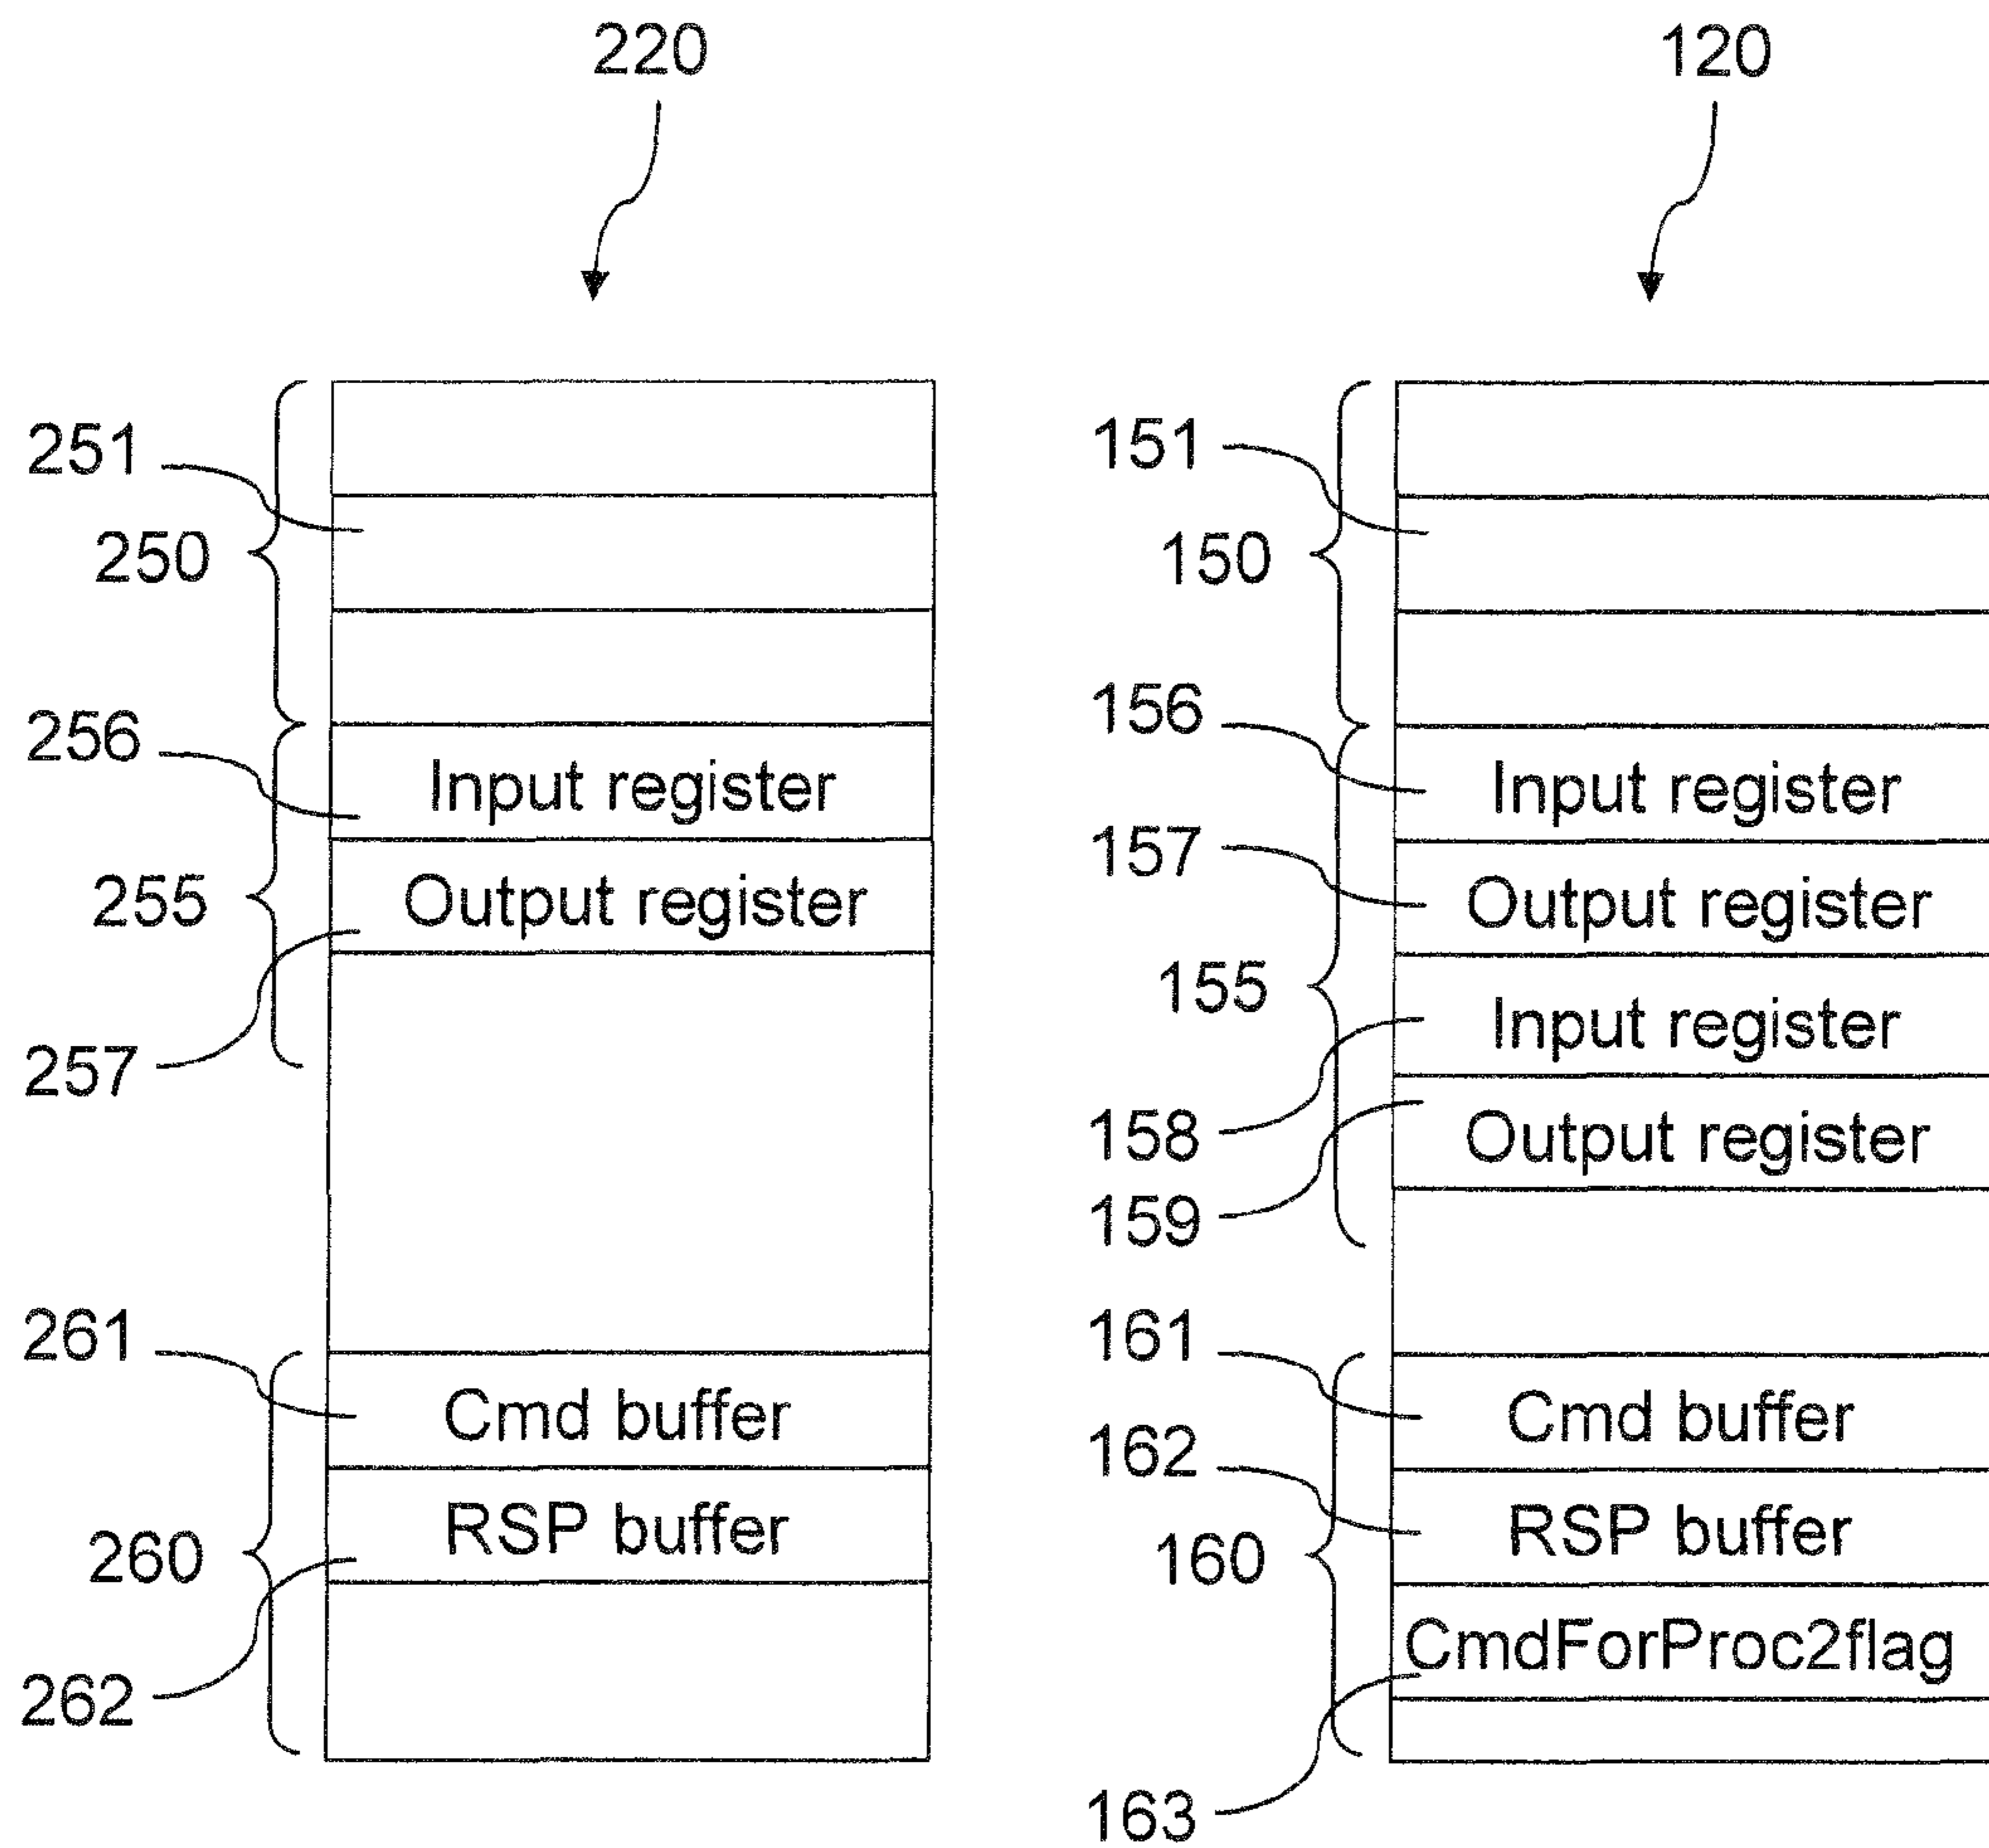 220
251
250
256
Input register
Output register
255
257
261
Cmd buffer
RSP buffer
260
262
120
151
150
156
Input register
157
Output register
155
Input register
158
Output register
159
161
Cmd buffer
162
RSP buffer
160
CmdForProc2flag
163